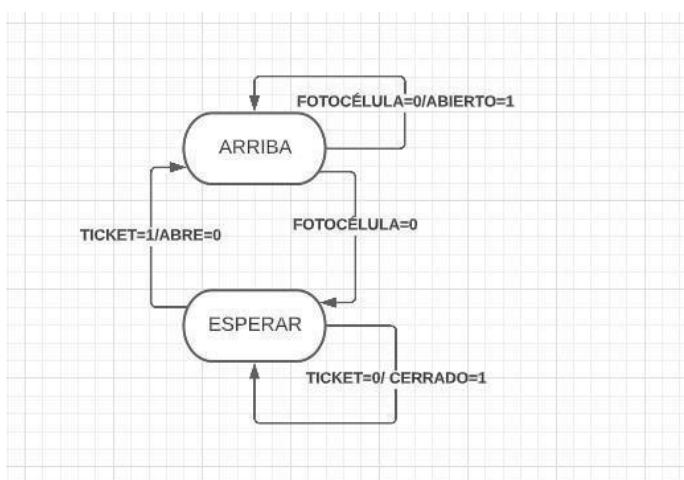 FOTOCÉLULA=0/ABIERTO=1
ARRIBA
FOTOCÉLULA=0
TICKET=1/ABRE=0
ESPERAR
TICKET=0/ CERRADO=1